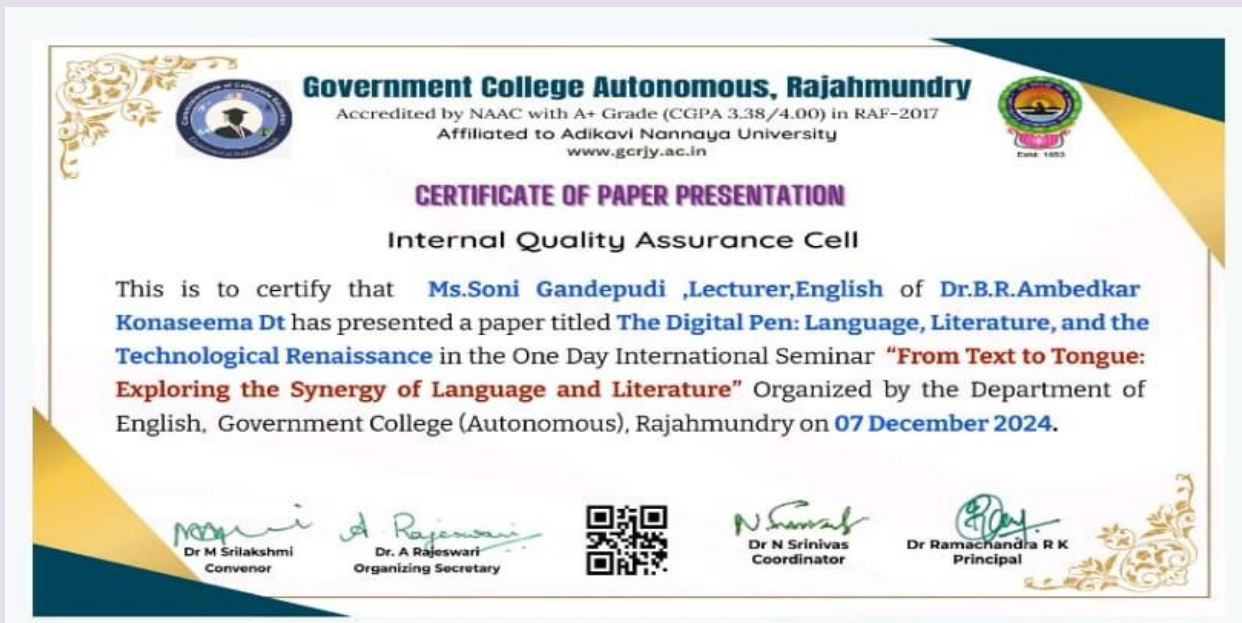 Government College Autonomous, Rajahmundry
Accredited by NAAC with A+ Grade (CGPA 3.38/4.00) in RAF-2017
Affiliated to Adikavi Nannaya University
www.gcrjy.ac.in
Estd: 1853
CERTIFICATE OF PAPER PRESENTATION
Internal Quality Assurance Cell
This is to certify that Ms.Soni Gandepudi ,Lecturer,English of Dr.B.R.Ambedkar
Konaseema Dt has presented a paper titled The Digital Pen: Language, Literature, and the
Technological Renaissance in the One Day International Seminar “From Text to Tongue:
Exploring the Synergy of Language and Literature” Organized by the Department of
English, Government College (Autonomous), Rajahmundry on 07 December 2024.
A Rajeswari
Dr M Srilakshmi
Convenor
Dr. A Rajeswari
Organizing Secretary
Dr N Srinivas
Coordinator
Dr Ramachandra R K
Principal